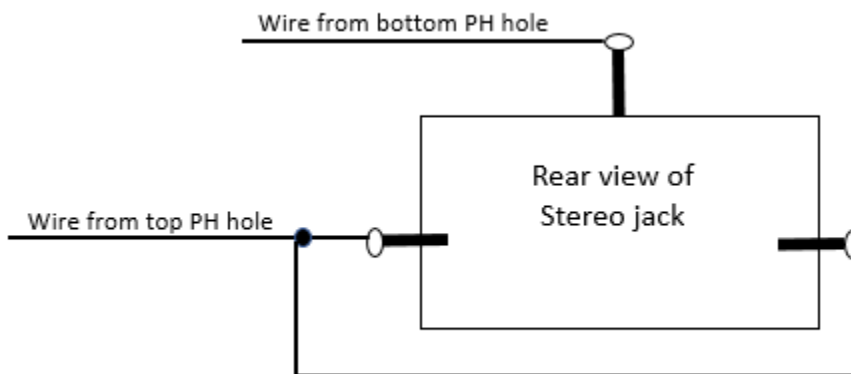 Wire from bottom PH hole
Rear view of
Stereo jack
Wire from top PH hole